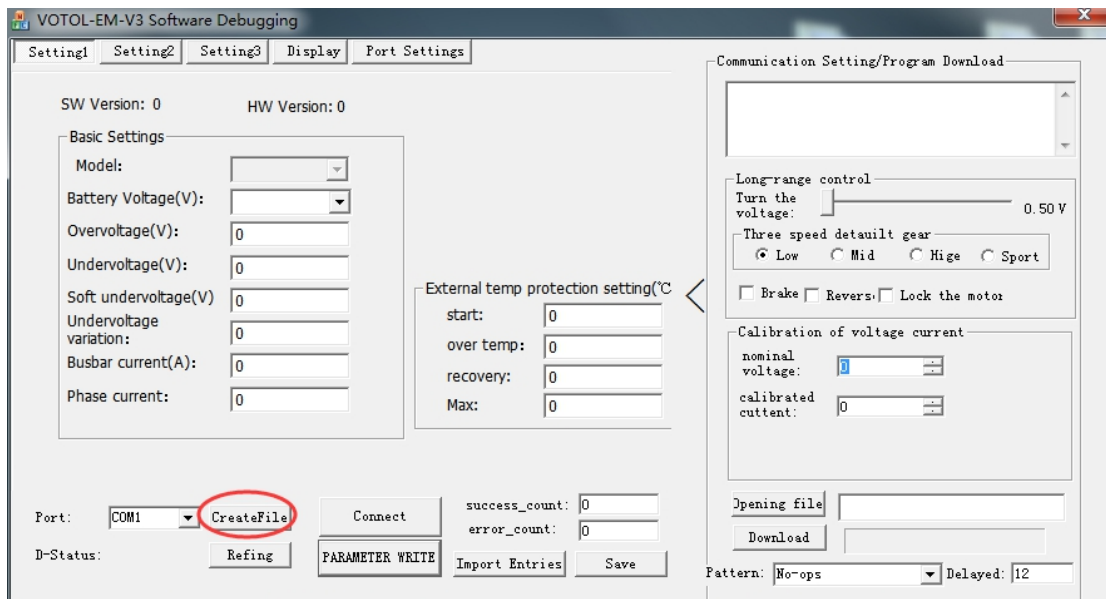 VOTOL-EM-V3 Software Debugging
x
Setting1 Setting2 Setting3 Display Port Settings
SW Version: 0 HW Version: 0
Basic Settings
Model:
Battery Voltage(V):
Overvoltage(V): 0
Undervoltage(V): 0
Soft undervoltage(V) 0
Undervoltage
variation: 0
Busbar current(A): 0
Phase current: 0
External temp protection setting(℃
start: 0
over temp: 0
recovery: 0
Max: 0
Communication Setting/Program Download
Long-range control
Turn the
voltage: 0.50 V
Three speed detauilt gear
Low Mid Hige Sport
Brake Revers Lock the motor
Calibration of voltage current
nominal
voltage: 0
calibrated
cuttent: 0
Port: COM1 CreateFile Connect
success_count: 0
error_count: 0
D-Status: Refing PARAMETER WRITE Import Entries Save
Opening file
Download
Pattern: No-ops Delayed: 12